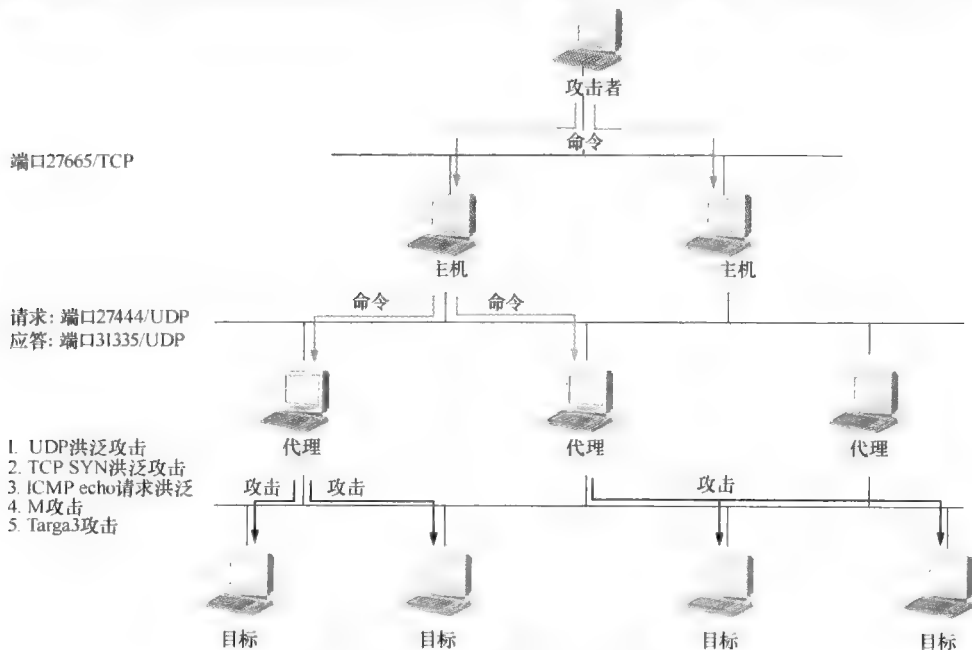 攻击者
命令
端口27665/TCP
主机 主机
命令 命令
请求: 端口27444/UDP
应答: 端口31335/UDP
代理 代理 代理
1. UDP洪泛攻击
2. TCP SYN洪泛攻击
3. ICMP echo请求洪泛
4. M攻击
5. Targa3攻击
攻击 攻击 攻击
目标 目标 目标 目标